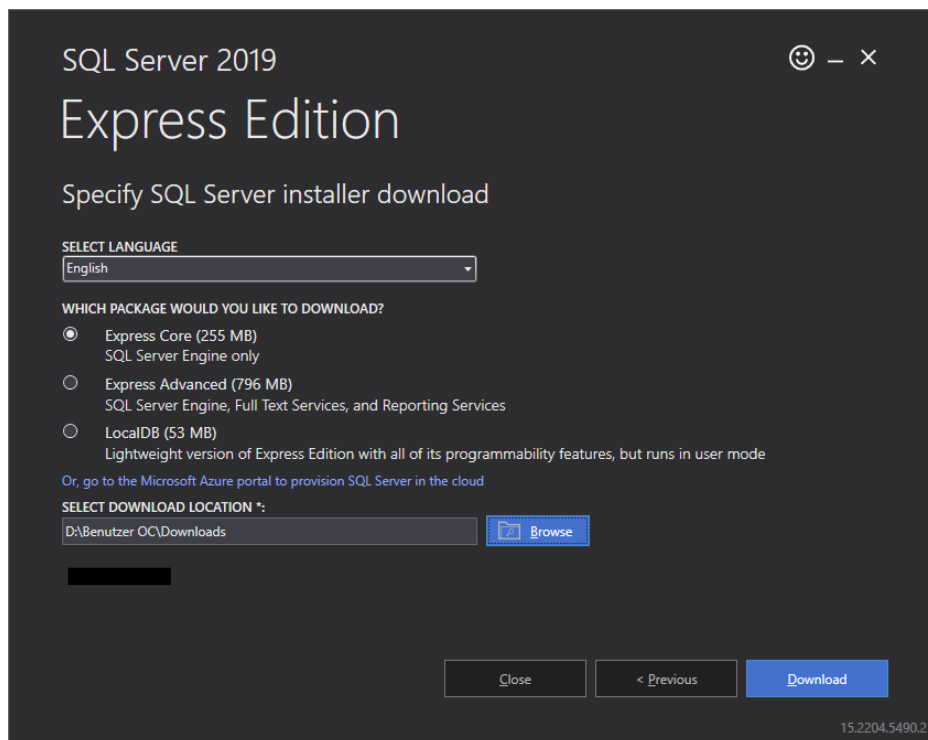 SQL Server 2019
Express Edition
Specify SQL Server installer download
SELECT LANGUAGE
English
WHICH PACKAGE WOULD YOU LIKE TO DOWNLOAD?
Express Core (255 MB)
SQL Server Engine only
Express Advanced (796 MB)
SQL Server Engine, Full Text Services, and Reporting Services
LocalDB (53 MB)
Lightweight version of Express Edition with all of its programmability features, but runs in user mode
Or, go to the Microsoft Azure portal to provision SQL Server in the cloud
SELECT DOWNLOAD LOCATION *:
D:\Benutzer OC\Downloads
Browse
Close
< Previous
Download
15.2204.5490.2